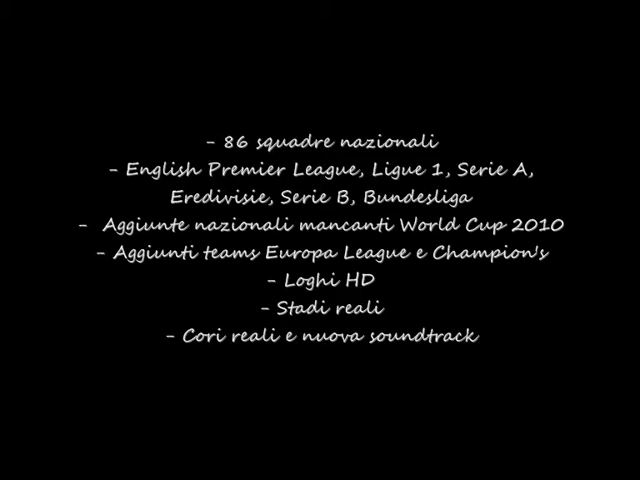 - 86 squadre nazionali
- English Premier League, Ligue 1, Serie A,
Eredivisie, Serie B, Bundesliga
- Aggiunte nazionali mancanti World Cup 2010
- Aggiunti teams Europa League e Champion's
- Loghi HD
- Stadi reali
- Cori reali e nuova soundtrack